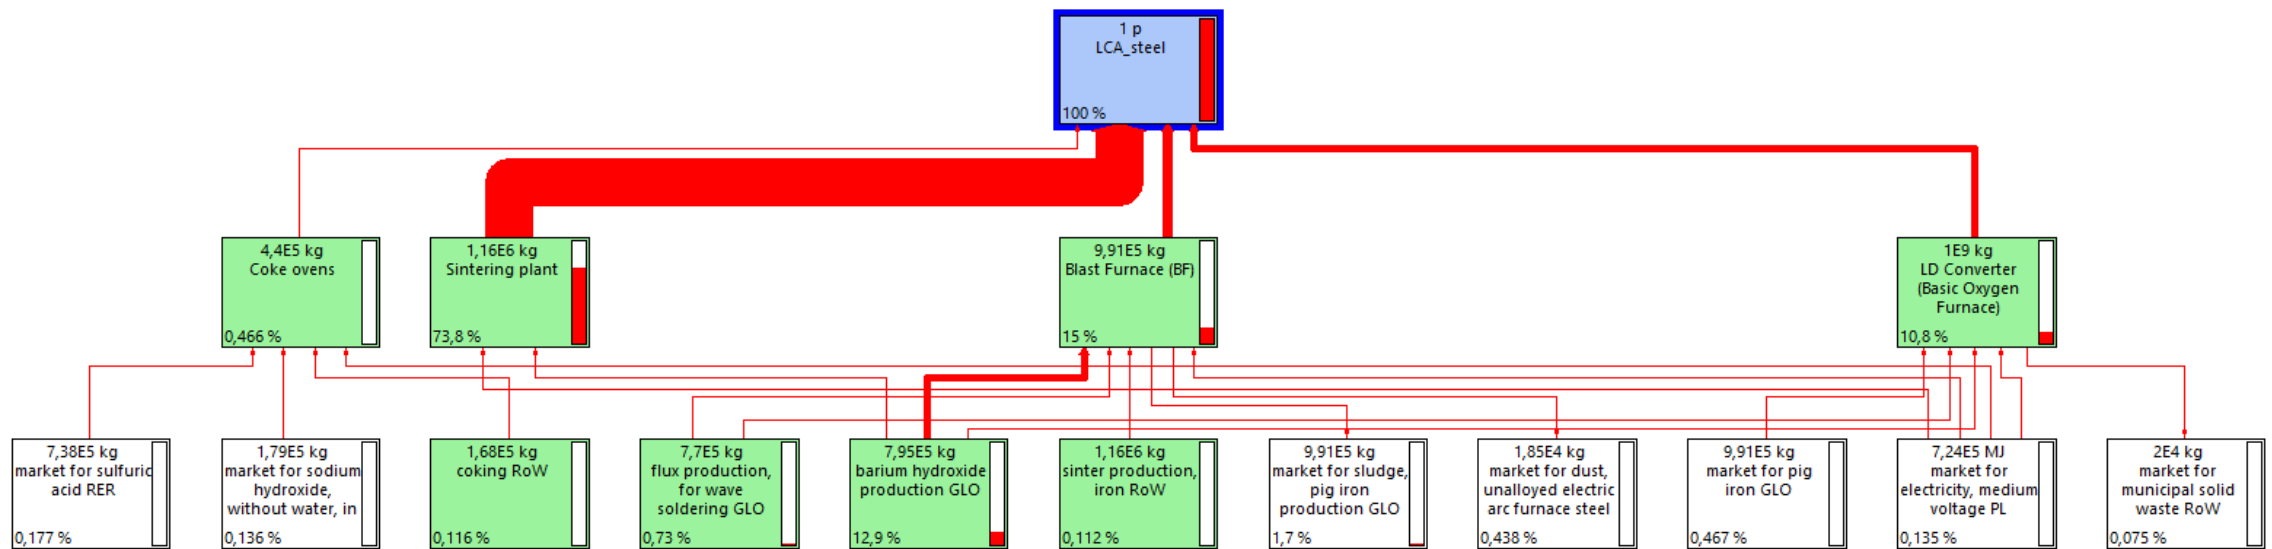 1 p
LCA_steel
100 %
4,4E5 kg
Coke ovens
0,466 %
1,16E6 kg
Sintering plant
73,8 %
9,91E5 kg
Blast Furnace (BF)
15 %
1E9 kg
LD Converter
(Basic Oxygen
Furnace)
10,8 %
7,38E5 kg
market for sulfuric
acid RER
0,177 %
1,79E5 kg
market for sodium
hydroxide,
without water, in
0,136 %
1,68E5 kg
coking RoW
0,116 %
7,7E5 kg
flux production,
for wave
soldering GLO
0,73 %
7,95E5 kg
barium hydroxide
production GLO
12,9 %
1,16E6 kg
sinter production,
iron RoW
0,112 %
9,91E5 kg
market for sludge,
pig iron
production GLO
1,7 %
1,85E4 kg
market for dust,
unalloyed electric
arc furnace steel
0,438 %
9,91E5 kg
market for pig
iron GLO
0,467 %
7,24E5 MJ
market for
electricity, medium
voltage PL
0,135 %
2E4 kg
market for
municipal solid
waste RoW
0,075 %